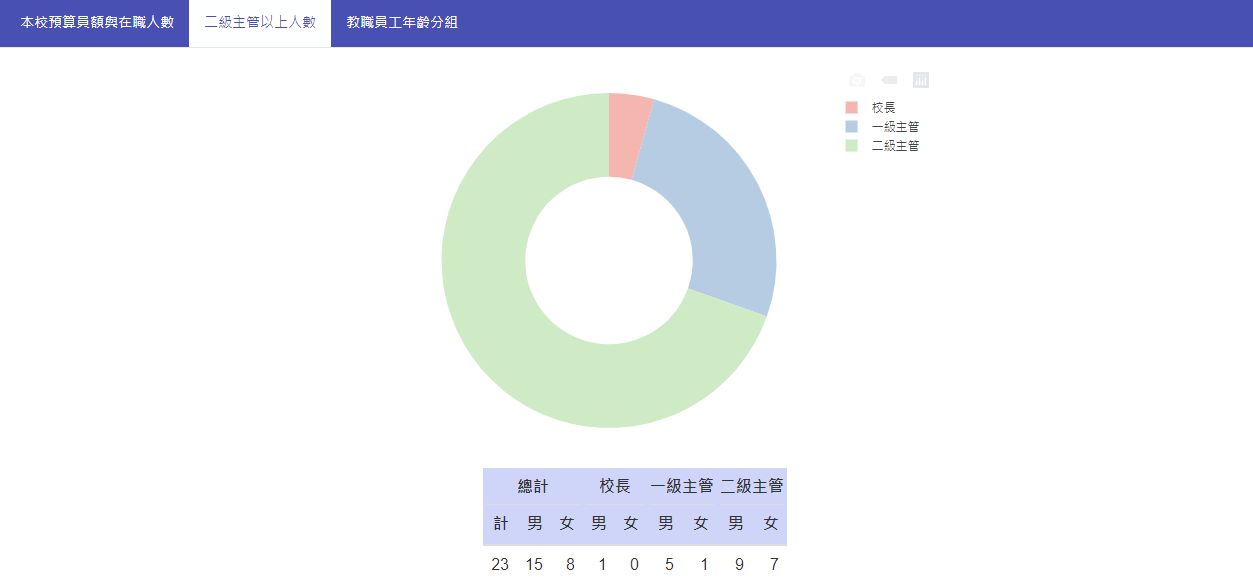 本校預算員額與在職人數 二級主管以上人數 教職員工年齡分組
校長
一級主管
二級主管
總計 校長 一級主管 二級主管
計 男 女 男 女 男 女 男 女
23 15 8 1 0 5 1 9 7